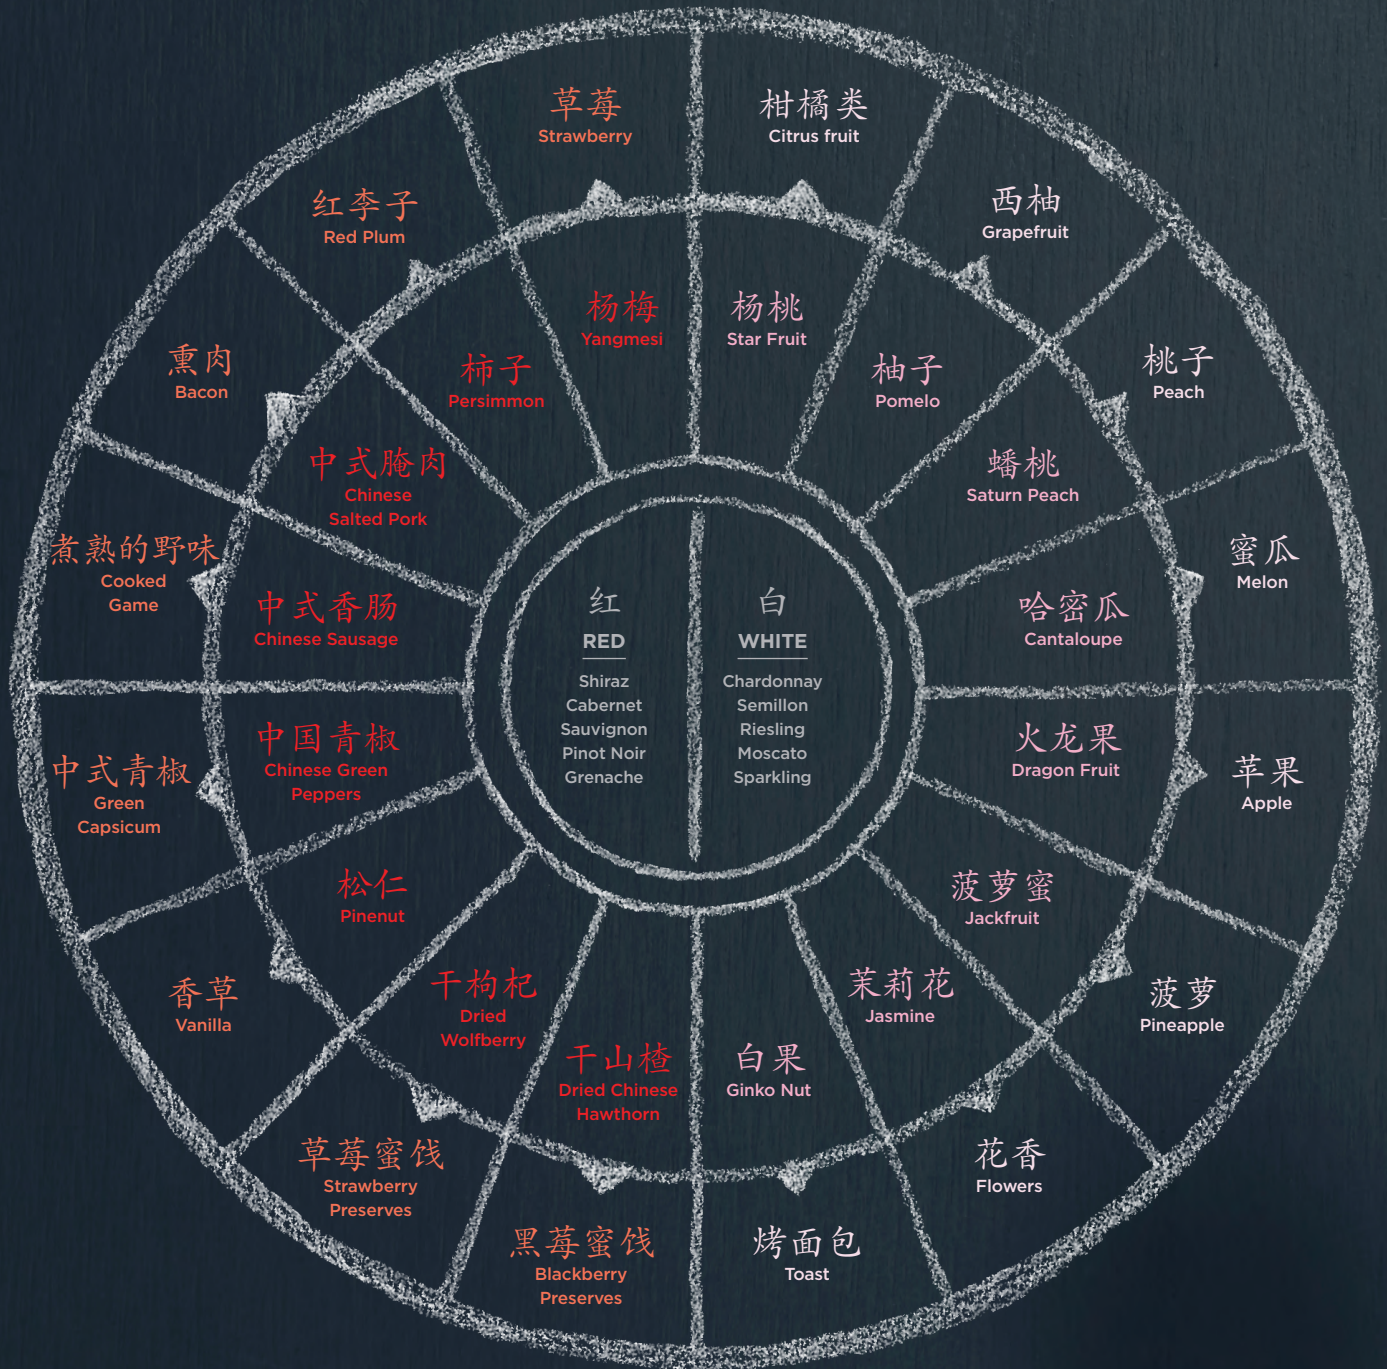 草莓
Strawberry
柑橘类
Citrus fruit
红李子
Red Plum
西柚
Grapefruit
杨梅
Yangmesi
杨桃
Star Fruit
熏肉
Bacon
柿子
Persimmon
柚子
Pomelo
桃子
Peach
中式腌肉
Chinese
Salted Pork
蟠桃
Saturn Peach
煮熟的野味
Cooked
Game
中式香肠
Chinese Sausage
哈密瓜
Cantaloupe
蜜瓜
Melon
红
RED
Shiraz
Cabernet
Sauvignon
Pinot Noir
Grenache
白
WHITE
Chardonnay
Semillon
Riesling
Moscato
Sparkling
中式青椒
Green
Capsicum
中国青椒
Chinese Green
Peppers
火龙果
Dragon Fruit
苹果
Apple
松仁
Pinenut
菠萝蜜
Jackfruit
香草
Vanilla
干枸杞
Dried
Wolfberry
茉莉花
Jasmine
菠萝
Pineapple
干山楂
Dried Chinese
Hawthorn
白果
Ginko Nut
草莓蜜饯
Strawberry
Preserves
花香
Flowers
黑莓蜜饯
Blackberry
Preserves
烤面包
Toast